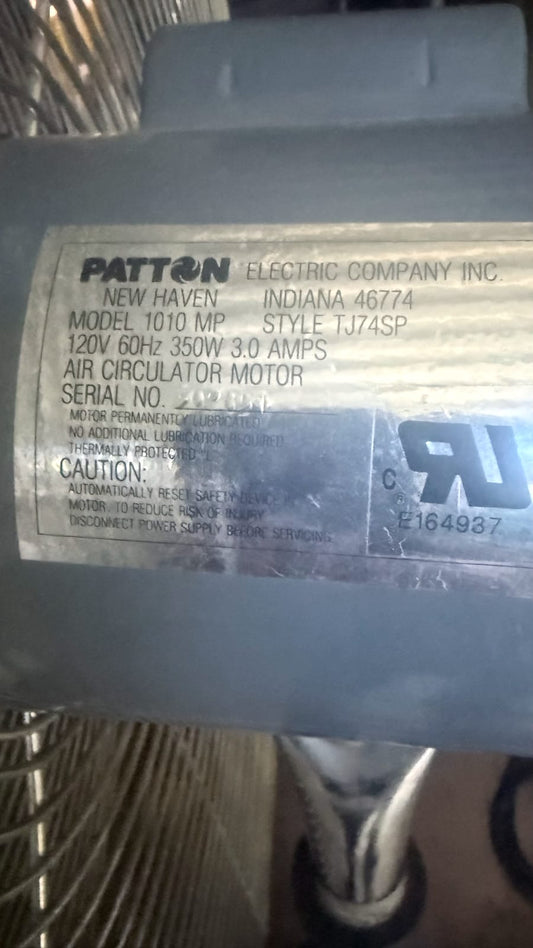 PATTON ELECTRIC COMPANY INC.
NEW HAVEN INDIANA 46774
MODEL 1010 MP STYLE TJ74SP
120V 60Hz 350W 3.0 AMPS
AIR CIRCULATOR MOTOR
SERIAL NO.
MOTOR PERMANENTLY LUBRICATED
NO ADDITIONAL LUBRICATION REQUIRED
THERMALLY PROTECTED "L"
CAUTION:
AUTOMATICALLY RESET SAFETY DEVICE
MOTOR. TO REDUCE RISK OF INJURY
DISCONNECT POWER SUPPLY BEFORE SERVICING.
C RU
®
E164937